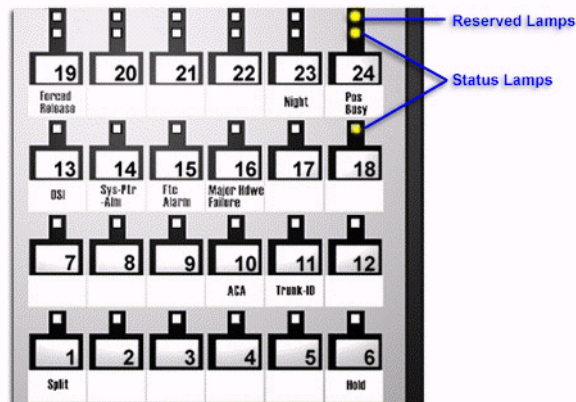 Reserved Lamps
19 20 21 22 23 24
Status Lamps
Forced Release
Night
Pos Busy
13 14 15 16 17 18
DSI
Sys-Ptr -Alm
Ftc Alarm
Major Hdwe Failure
7 8 9 10 11 12
ACA
Trunk-ID
1 2 3 4 5 6
Split
Hold